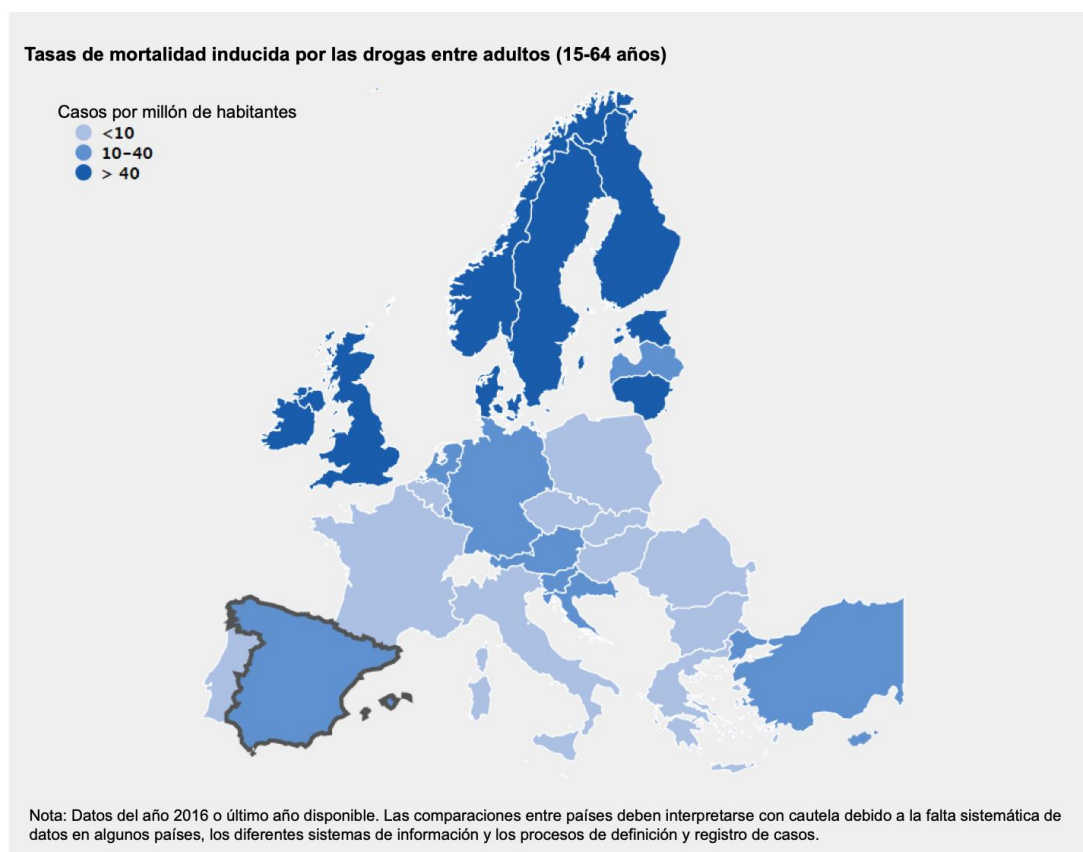 Tasas de mortalidad inducida por las drogas entre adultos (15-64 años)
Casos por millón de habitantes
<10
10-40
> 40
Nota: Datos del año 2016 o último año disponible. Las comparaciones entre países deben interpretarse con cautela debido a la falta sistemática de
datos en algunos países, los diferentes sistemas de información y los procesos de definición y registro de casos.